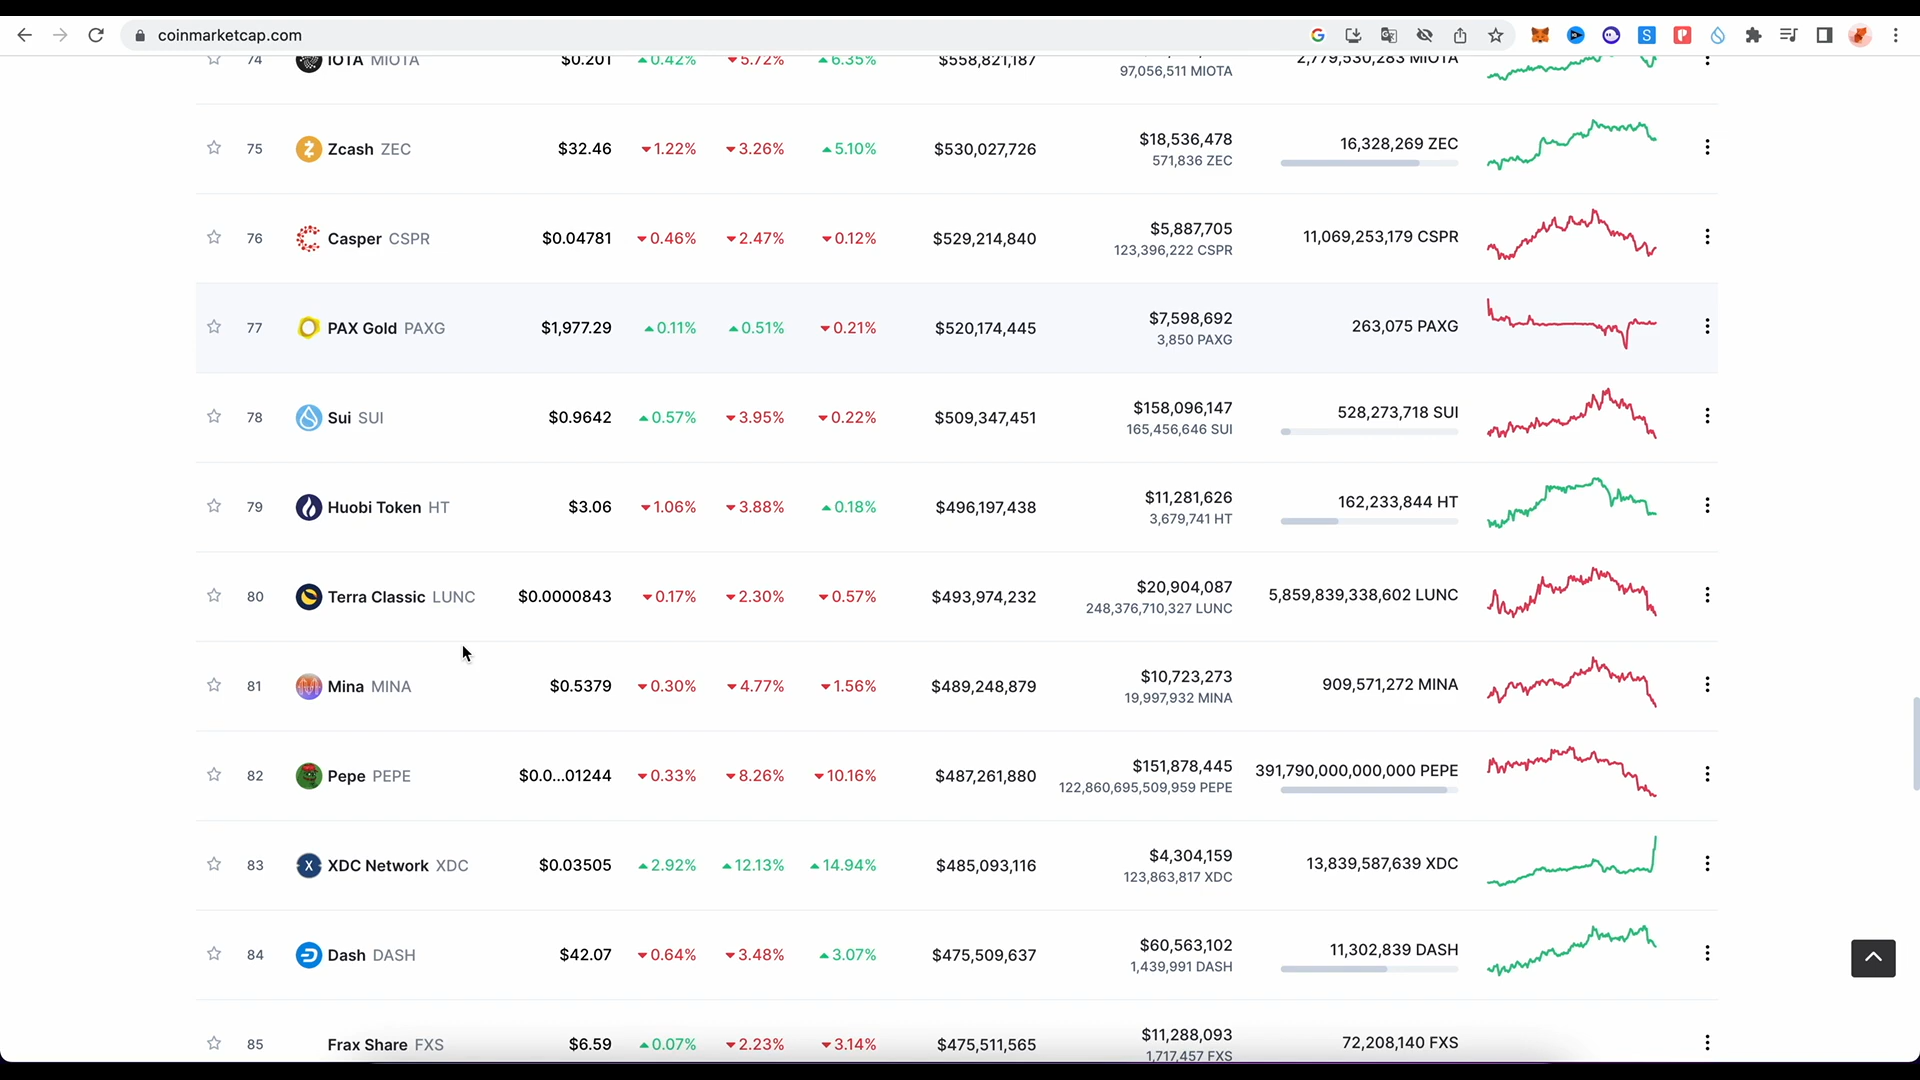 coinmarketcap.com
74 IOTA MIOTA $0.201 0.42% 5.72% 6.35% $558,821,187 2,779,530,283 MIOTA
97,056,511 MIOTA
75 Zcash ZEC $32.46 1.22% 3.26% 5.10% $530,027,726 $18,536,478 16,328,269 ZEC
571,836 ZEC
76 Casper CSPR $0.04781 0.46% 2.47% 0.12% $529,214,840 $5,887,705 11,069,253,179 CSPR
123,396,222 CSPR
77 PAX Gold PAXG $1,977.29 0.11% 0.51% 0.21% $520,174,445 $7,598,692 263,075 PAXG
3,850 PAXG
78 Sui SUI $0.9642 0.57% 3.95% 0.22% $509,347,451 $158,096,147 528,273,718 SUI
165,456,646 SUI
79 Huobi Token HT $3.06 1.06% 3.88% 0.18% $496,197,438 $11,281,626 162,233,844 HT
3,679,741 HT
80 Terra Classic LUNC $0.0000843 0.17% 2.30% 0.57% $493,974,232 $20,904,087 5,859,839,338,602 LUNC
248,376,710,327 LUNC
81 Mina MINA $0.5379 0.30% 4.77% 1.56% $489,248,879 $10,723,273 909,571,272 MINA
19,997,932 MINA
82 Pepe PEPE $0.0...01244 0.33% 8.26% 10.16% $487,261,880 $151,878,445 391,790,000,000,000 PEPE
122,860,695,509,959 PEPE
83 XDC Network XDC $0.03505 2.92% 12.13% 14.94% $485,093,116 $4,304,159 13,839,587,639 XDC
123,863,817 XDC
84 Dash DASH $42.07 0.64% 3.48% 3.07% $475,509,637 $60,563,102 11,302,839 DASH
1,439,991 DASH
85 Frax Share FXS $6.59 0.07% 2.23% 3.14% $475,511,565 $11,288,093 72,208,140 FXS
1,717,457 FXS